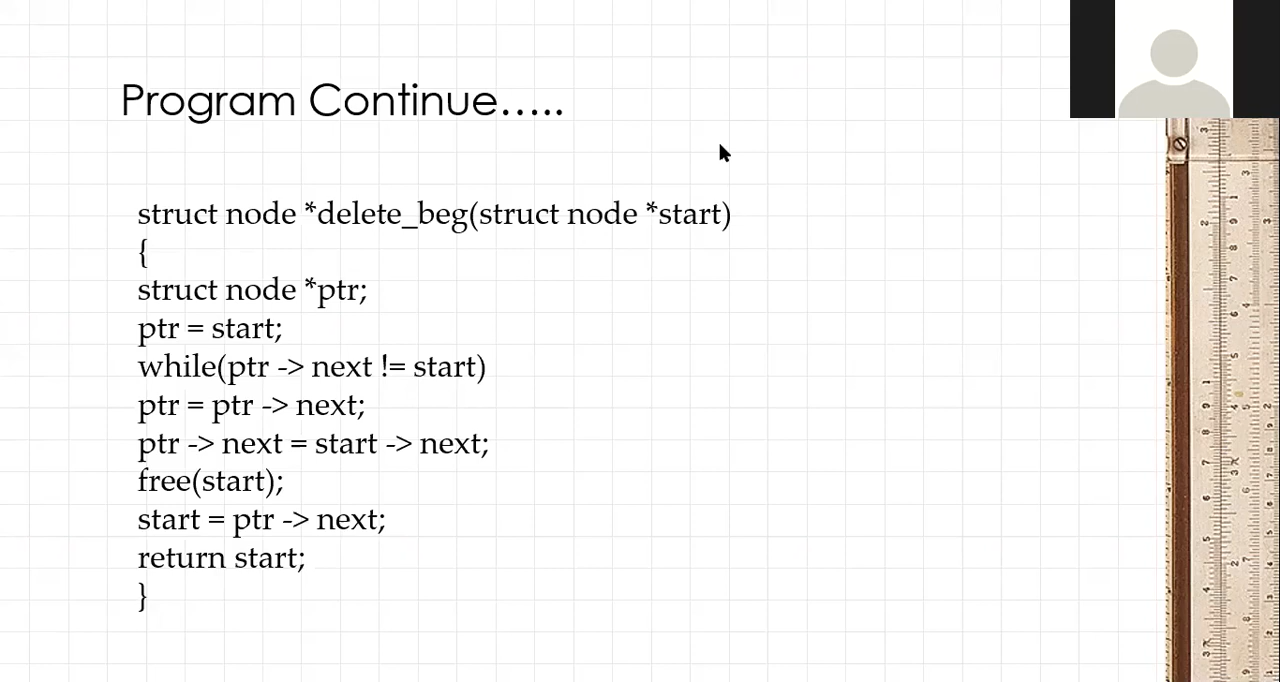 Program Continue.....
struct node *delete_beg(struct node *start)
{
struct node *ptr;
ptr = start;
while(ptr -> next != start)
ptr = ptr -> next;
ptr -> next = start -> next;
free(start);
start = ptr -> next;
return start;
}